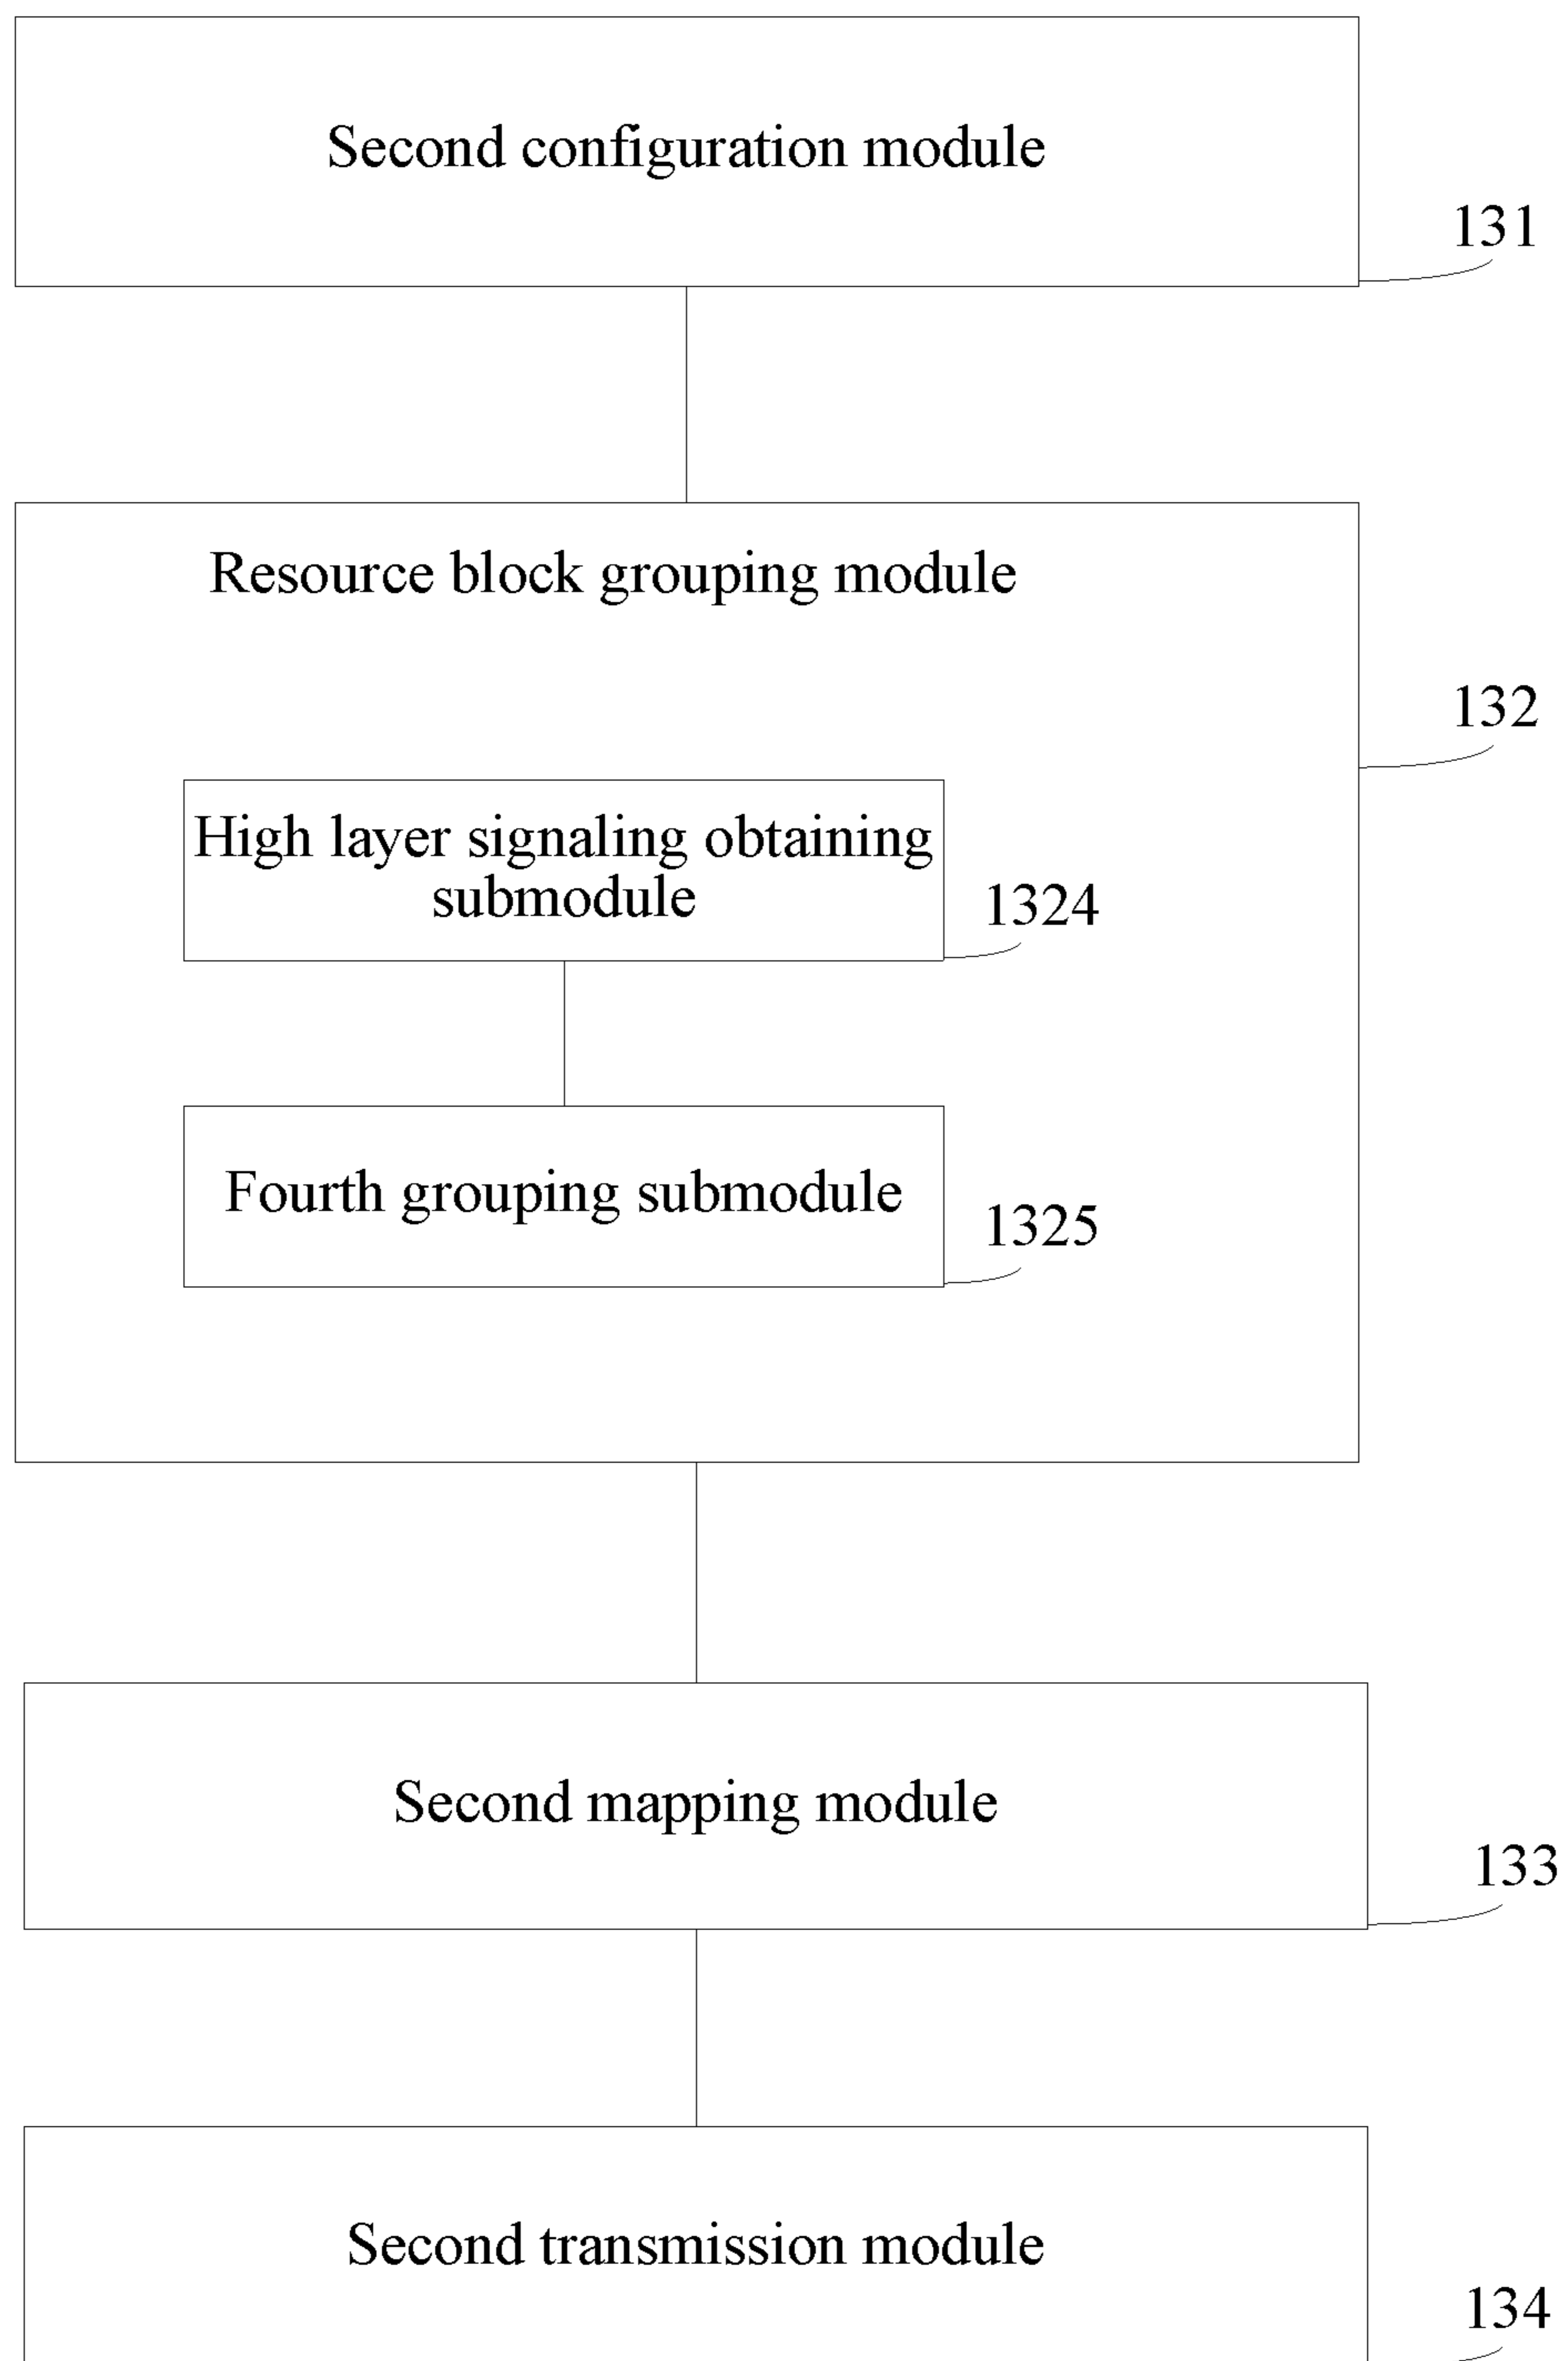 Second configuration module
131
Resource block grouping module
132
High layer signaling obtaining
submodule
1324
Fourth grouping submodule
1325
Second mapping module
133
Second transmission module
134